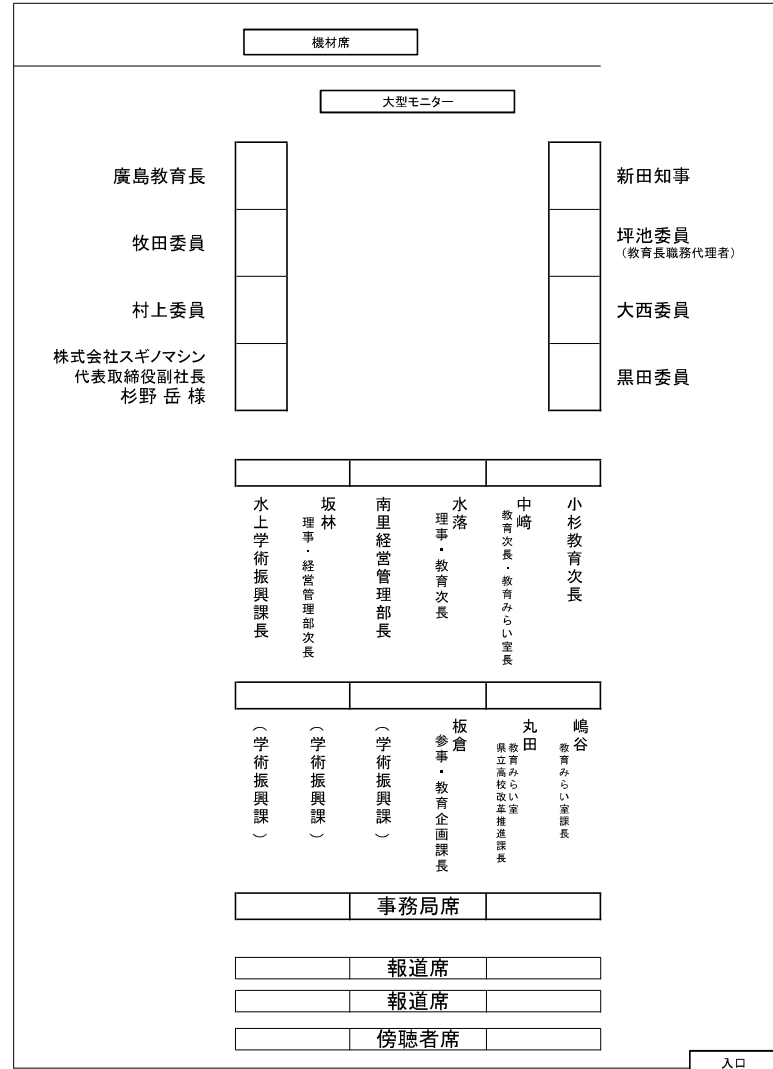 機材席
大型モニター
廣島教育長
新田知事
牧田委員
坪池委員
（教育長職務代理者）
村上委員
大西委員
株式会社スギノマシン
代表取締役副社長
杉野 岳 様
黒田委員
水上学術振興課長
坂林
理事・経営管理部次長
南里経営管理部長
水落
理事・教育次長
中﨑
教育次長・教育みらい室長
小杉教育次長
（学術振興課）
（学術振興課）
（学術振興課）
板倉
参事・教育企画課長
丸田
教育みらい室
県立高校改革推進課長
嶋谷
教育みらい室課長
事務局席
報道席
報道席
傍聴者席
入口